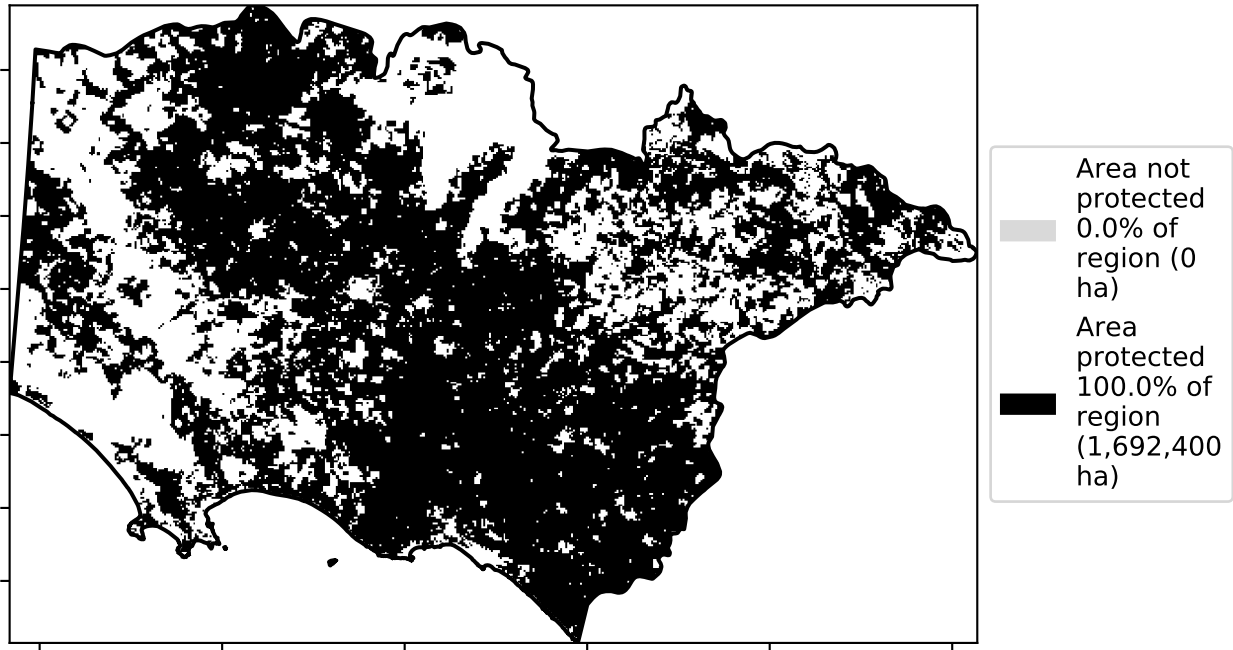 Area not
protected
0.0% of
region (0
ha)
Area
protected
100.0% of
region
(1,692,400
ha)